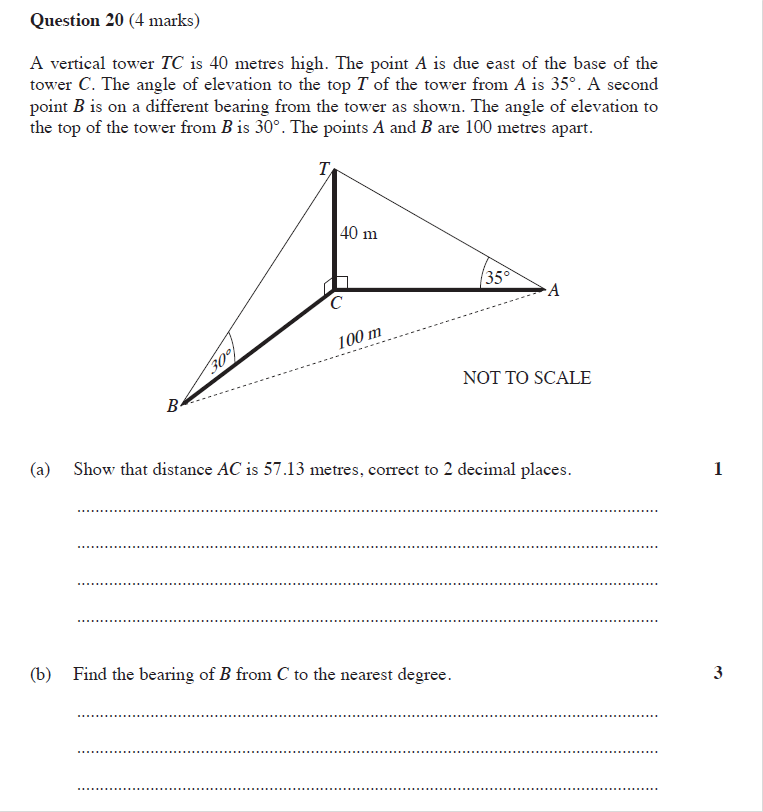 Question 20 (4 marks)
A vertical tower TC is 40 metres high. The point A is due east of the base of the
tower C. The angle of elevation to the top T of the tower from A is 35°. A second
point B is on a different bearing from the tower as shown. The angle of elevation to
the top of the tower from B is 30°. The points A and B are 100 metres apart.
T
40 m
35°
A
C
100 m
30°
NOT TO SCALE
B
(a) Show that distance AC is 57.13 metres, correct to 2 decimal places. 1
(b) Find the bearing of B from C to the nearest degree. 3